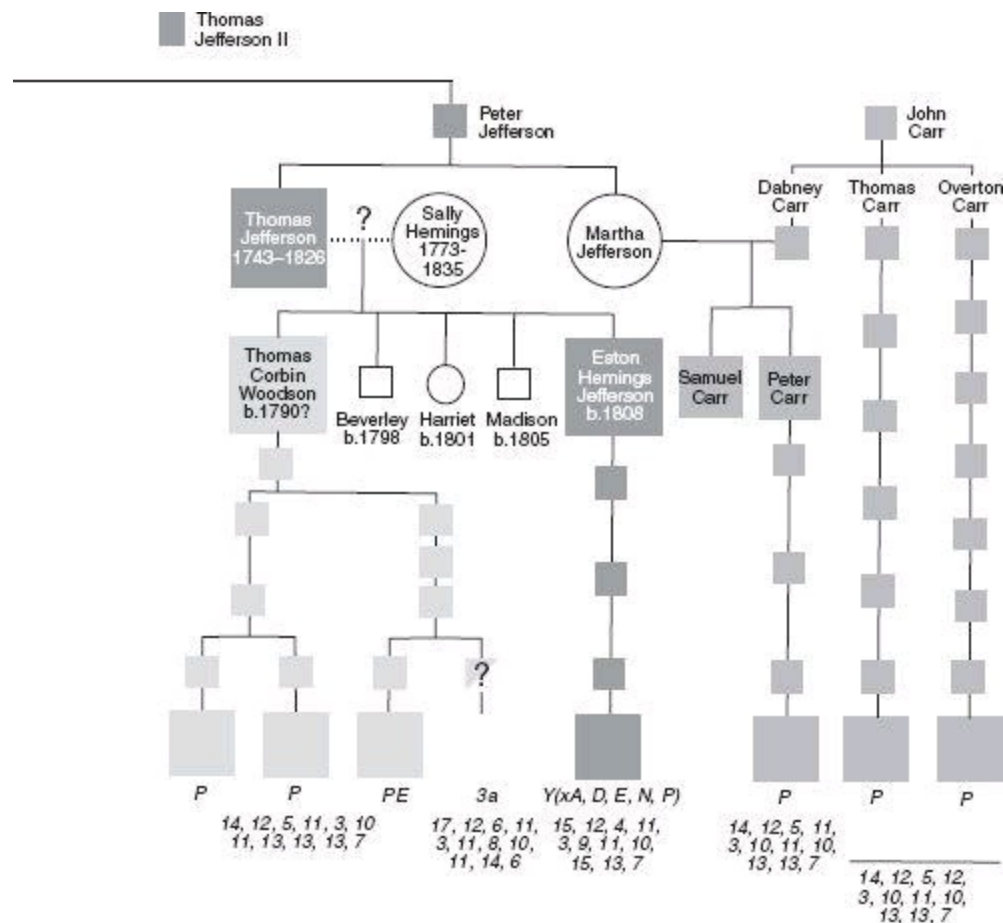 Thomas
Jefferson II
Peter
Jefferson
John
Carr
Dabney
Carr
Thomas
Carr
Overton
Carr
Thomas
Jefferson
1743–1826
?
Sally
Hemings
1773-
1835
Martha
Jefferson
Thomas
Corbin
Woodson
b.1790?
Beverley
b.1798
Harriet
b.1801
Madison
b.1805
Eston
Hemings
Jefferson
b.1808
Samuel
Carr
Peter
Carr
?
P
P
PE
3a
Y(xA, D, E, N, P)
P
P
P
14, 12, 5, 11, 3, 10
11, 13, 13, 13, 7
17, 12, 6, 11,
3, 11, 8, 10,
11, 14, 6
15, 12, 4, 11,
3, 9, 11, 10,
15, 13, 7
14, 12, 5, 11,
3, 10, 11, 10,
13, 13, 7
14, 12, 5, 12,
3, 10, 11, 10,
13, 13, 7